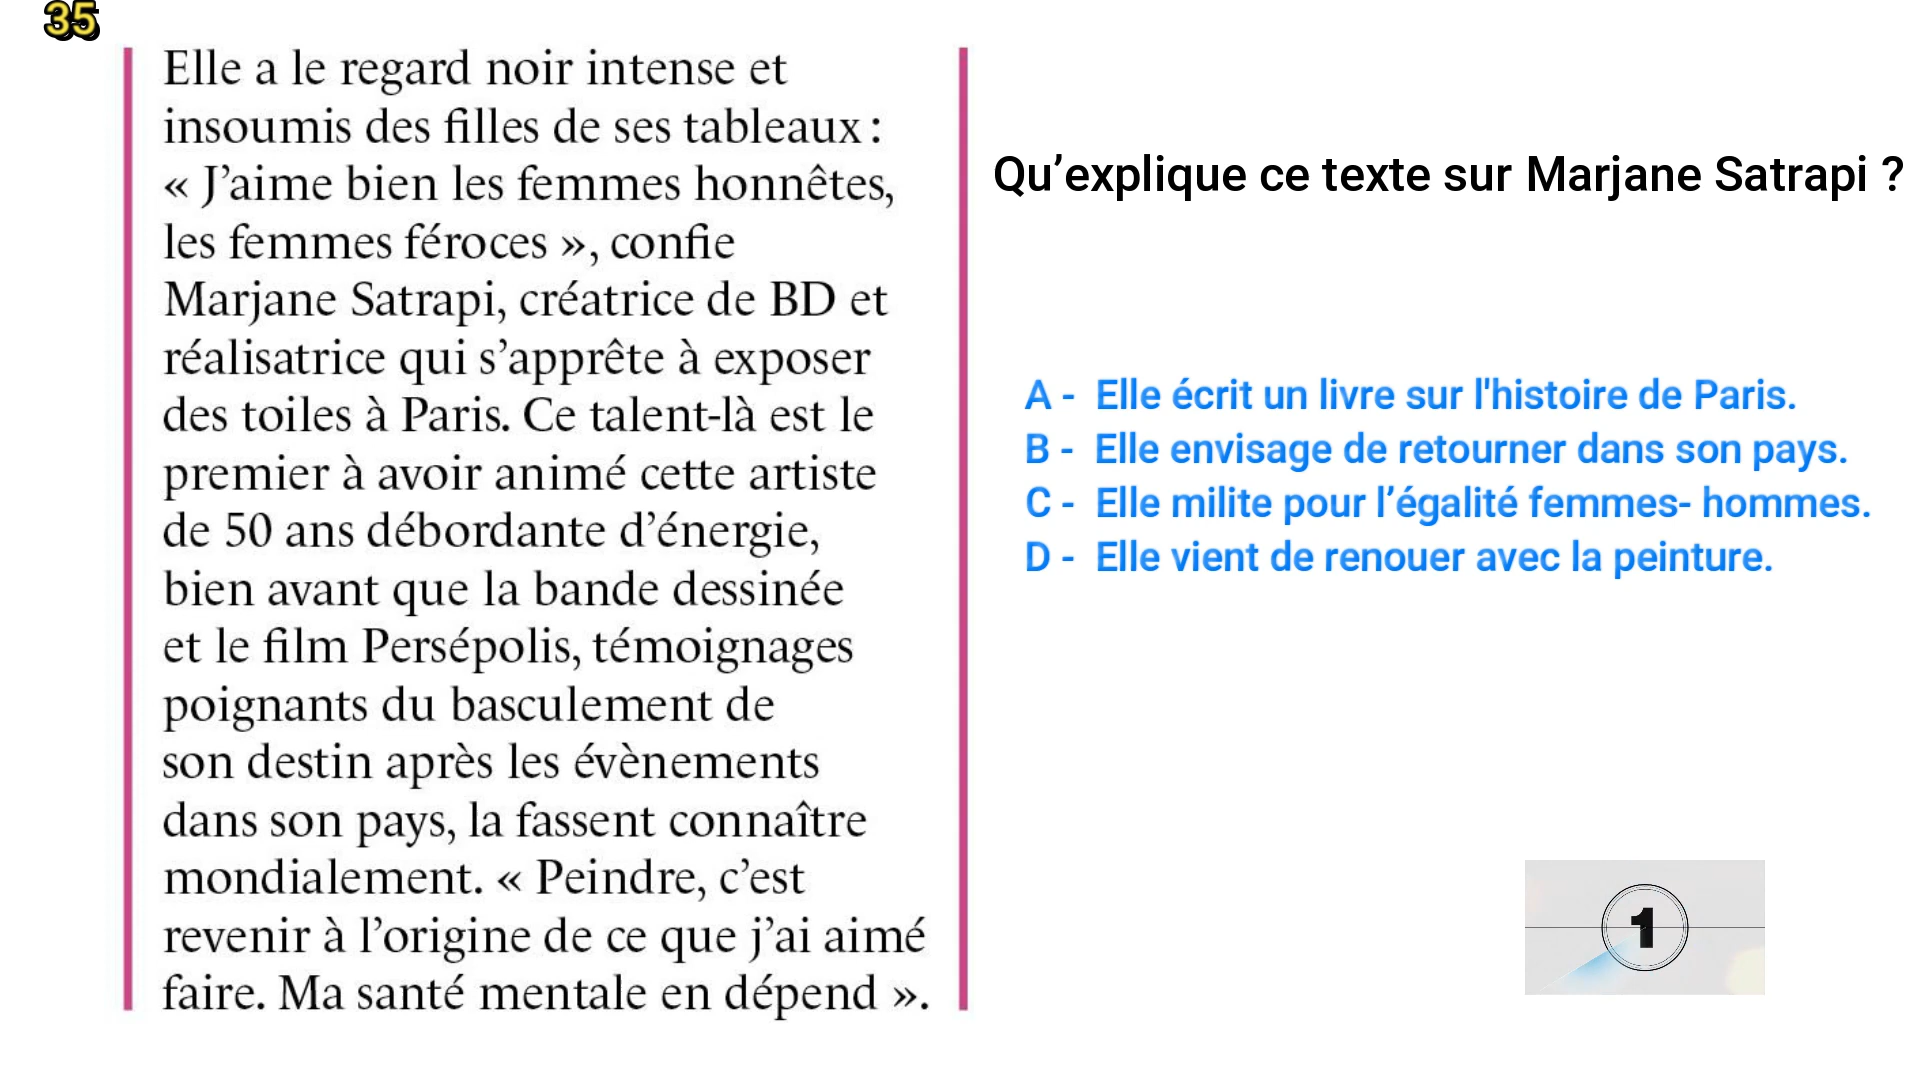 35
Elle a le regard noir intense et
insoumis des filles de ses tableaux :
« J’aime bien les femmes honnêtes,
les femmes féroces », confie
Marjane Satrapi, créatrice de BD et
réalisatrice qui s’apprête à exposer
des toiles à Paris. Ce talent-là est le
premier à avoir animé cette artiste
de 50 ans débordante d’énergie,
bien avant que la bande dessinée
et le film Persépolis, témoignages
poignants du basculement de
son destin après les évènements
dans son pays, la fassent connaître
mondialement. « Peindre, c’est
revenir à l’origine de ce que j’ai aimé
faire. Ma santé mentale en dépend ».
Qu’explique ce texte sur Marjane Satrapi ?
A - Elle écrit un livre sur l'histoire de Paris.
B - Elle envisage de retourner dans son pays.
C - Elle milite pour l’égalité femmes- hommes.
D - Elle vient de renouer avec la peinture.
1